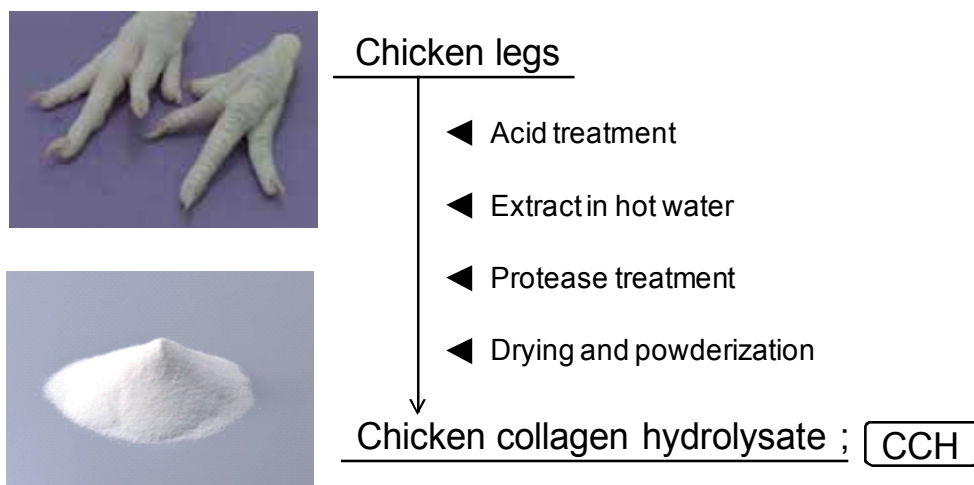 Chicken legs
Acid treatment
Extract in hot water
Protease treatment
Drying and powderization
Chicken collagen hydrolysate ; CCH